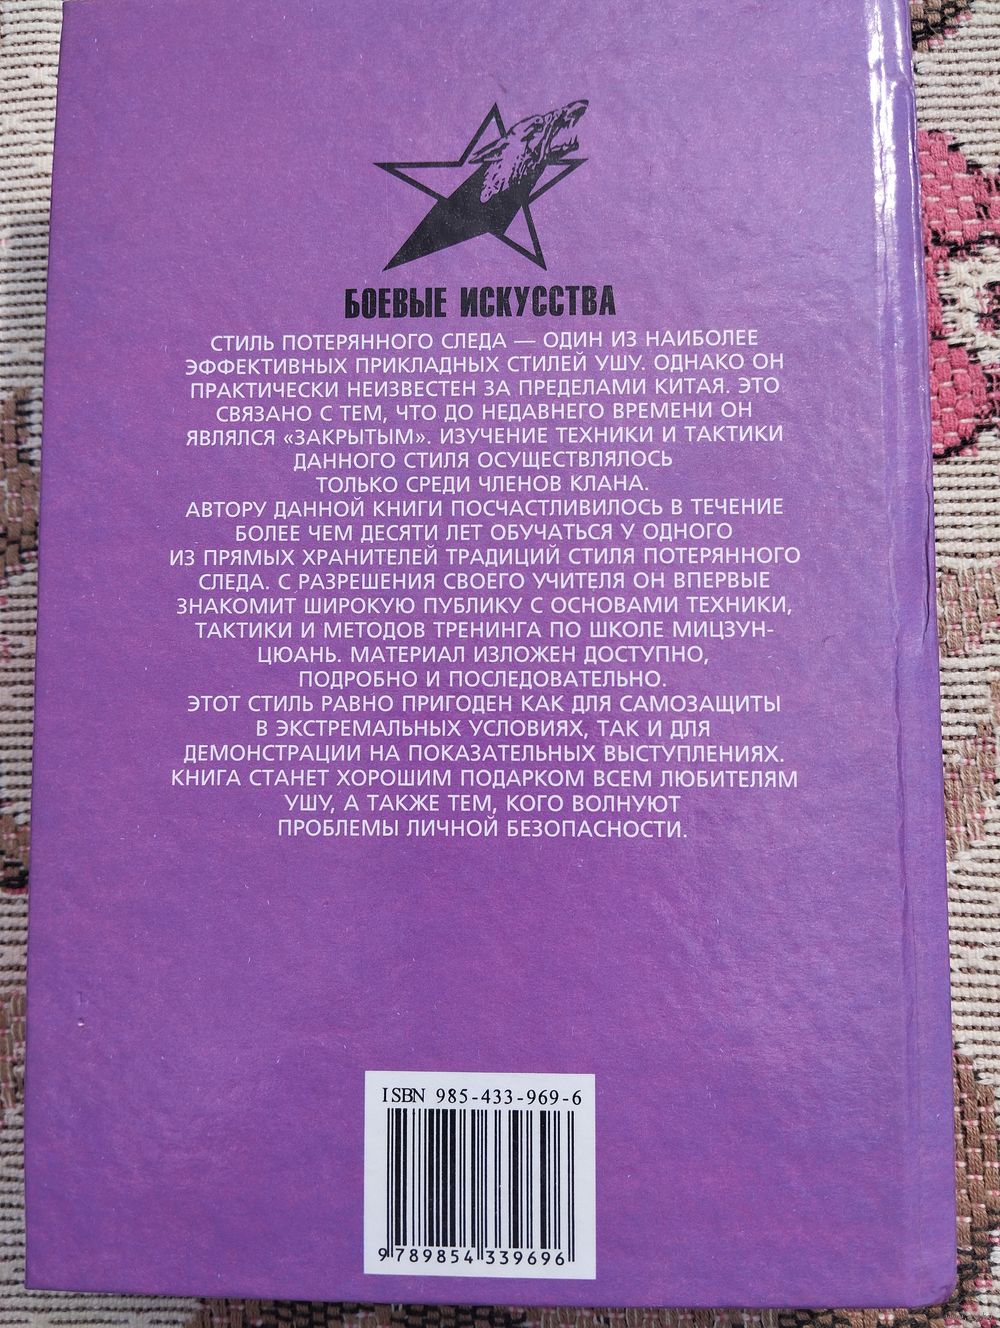 БОЕВЫЕ ИСКУССТВА
СТИЛЬ ПОТЕРЯННОГО СЛЕДА — ОДИН ИЗ НАИБОЛЕЕ
ЭФФЕКТИВНЫХ ПРИКЛАДНЫХ СТИЛЕЙ УШУ. ОДНАКО ОН
ПРАКТИЧЕСКИ НЕИЗВЕСТЕН ЗА ПРЕДЕЛАМИ КИТАЯ. ЭТО
СВЯЗАНО С ТЕМ, ЧТО ДО НЕДАВНЕГО ВРЕМЕНИ ОН
ЯВЛЯЛСЯ «ЗАКРЫТЫМ». ИЗУЧЕНИЕ ТЕХНИКИ И ТАКТИКИ
ДАННОГО СТИЛЯ ОСУЩЕСТВЛЯЛОСЬ
ТОЛЬКО СРЕДИ ЧЛЕНОВ КЛАНА.
АВТОРУ ДАННОЙ КНИГИ ПОСЧАСТЛИВИЛОСЬ В ТЕЧЕНИЕ
БОЛЕЕ ЧЕМ ДЕСЯТИ ЛЕТ ОБУЧАТЬСЯ У ОДНОГО
ИЗ ПРЯМЫХ ХРАНИТЕЛЕЙ ТРАДИЦИЙ СТИЛЯ ПОТЕРЯННОГО
СЛЕДА. С РАЗРЕШЕНИЯ СВОЕГО УЧИТЕЛЯ ОН ВПЕРВЫЕ
ЗНАКОМИТ ШИРОКУЮ ПУБЛИКУ С ОСНОВАМИ ТЕХНИКИ,
ТАКТИКИ И МЕТОДОВ ТРЕНИНГА ПО ШКОЛЕ МИЦЗУН-
ЦЮАНЬ. МАТЕРИАЛ ИЗЛОЖЕН ДОСТУПНО,
ПОДРОБНО И ПОСЛЕДОВАТЕЛЬНО.
ЭТОТ СТИЛЬ РАВНО ПРИГОДЕН КАК ДЛЯ САМОЗАЩИТЫ
В ЭКСТРЕМАЛЬНЫХ УСЛОВИЯХ, ТАК И ДЛЯ
ДЕМОНСТРАЦИИ НА ПОКАЗАТЕЛЬНЫХ ВЫСТУПЛЕНИЯХ.
КНИГА СТАНЕТ ХОРОШИМ ПОДАРКОМ ВСЕМ ЛЮБИТЕЛЯМ
УШУ, А ТАКЖЕ ТЕМ, КОГО ВОЛНУЮТ
ПРОБЛЕМЫ ЛИЧНОЙ БЕЗОПАСНОСТИ.
ISBN 985-433-969-6
9 789854 339696